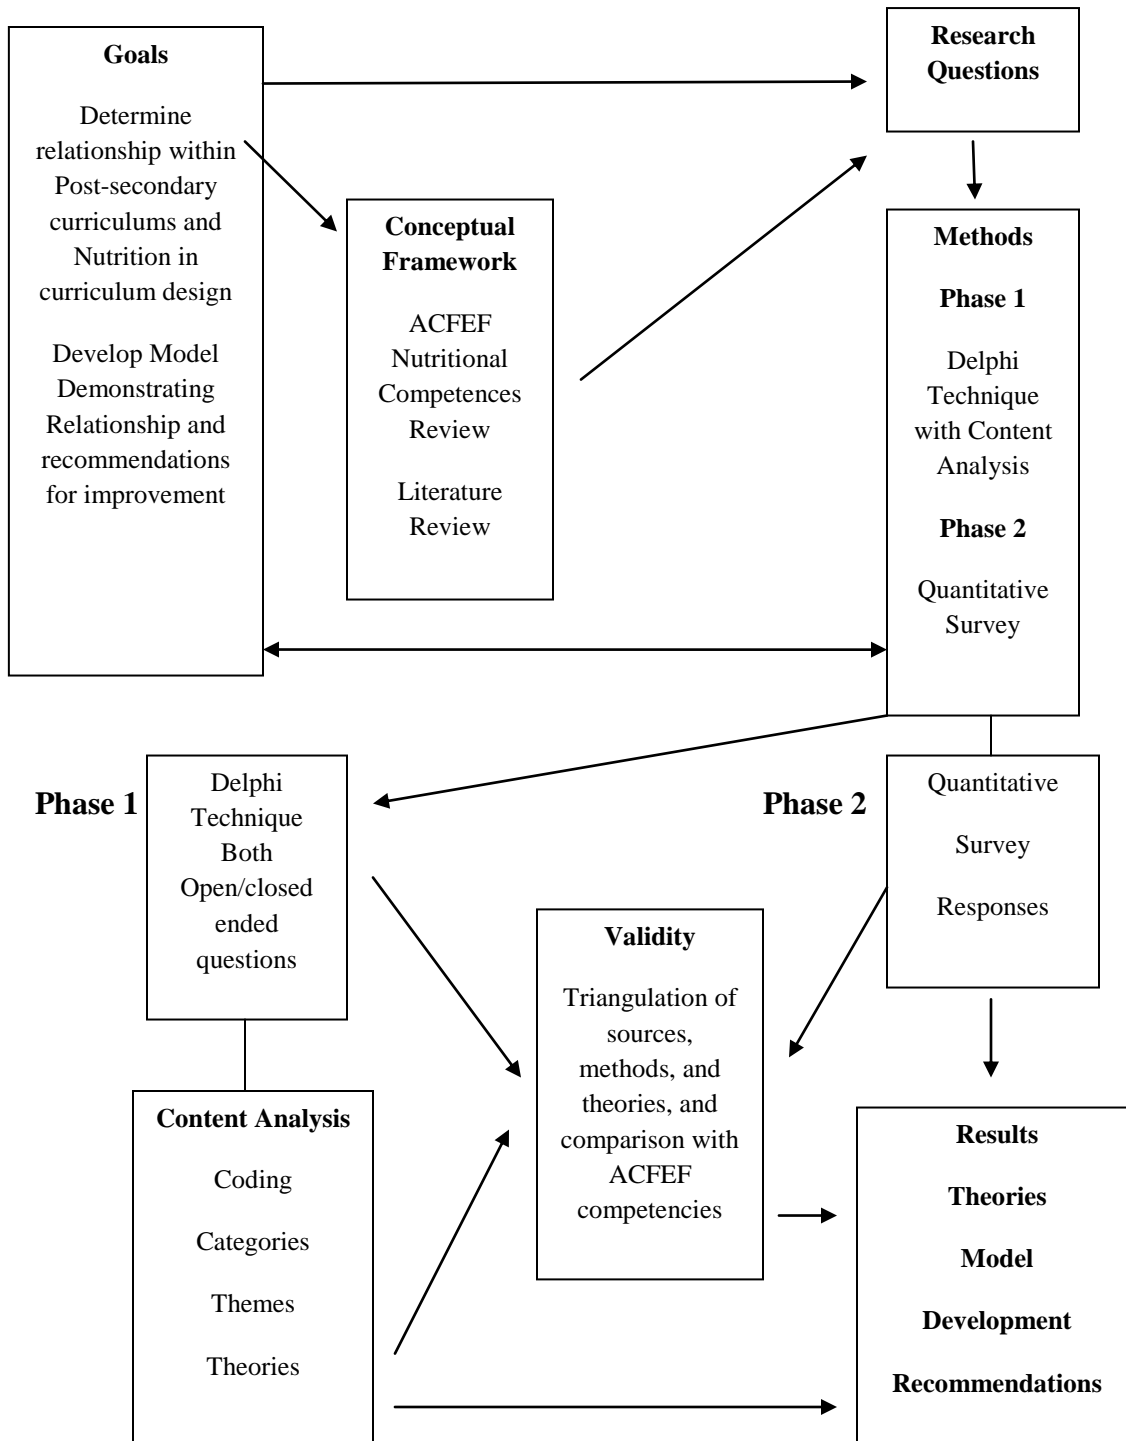 Goals
Determine
relationship within
Post-secondary
curriculums and
Nutrition in
curriculum design
Develop Model
Demonstrating
Relationship and
recommendations
for improvement
Conceptual
Framework
ACFEF
Nutritional
Competences
Review
Literature
Review
Research
Questions
Methods
Phase 1
Delphi
Technique
with Content
Analysis
Phase 2
Quantitative
Survey
Phase 1
Delphi
Technique
Both
Open/closed
ended
questions
Phase 2
Quantitative
Survey
Responses
Validity
Triangulation of
sources,
methods, and
theories, and
comparison with
ACFEF
competencies
Content Analysis
Coding
Categories
Themes
Theories
Results
Theories
Model
Development
Recommendations